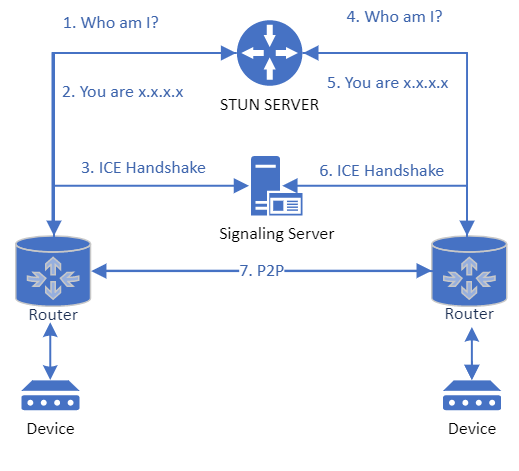 1. Who am I?
4. Who am I?
2. You are x.x.x.x
5. You are x.x.x.x
STUN SERVER
3. ICE Handshake
6. ICE Handshake
Signaling Server
7. P2P
Router
Router
Device
Device